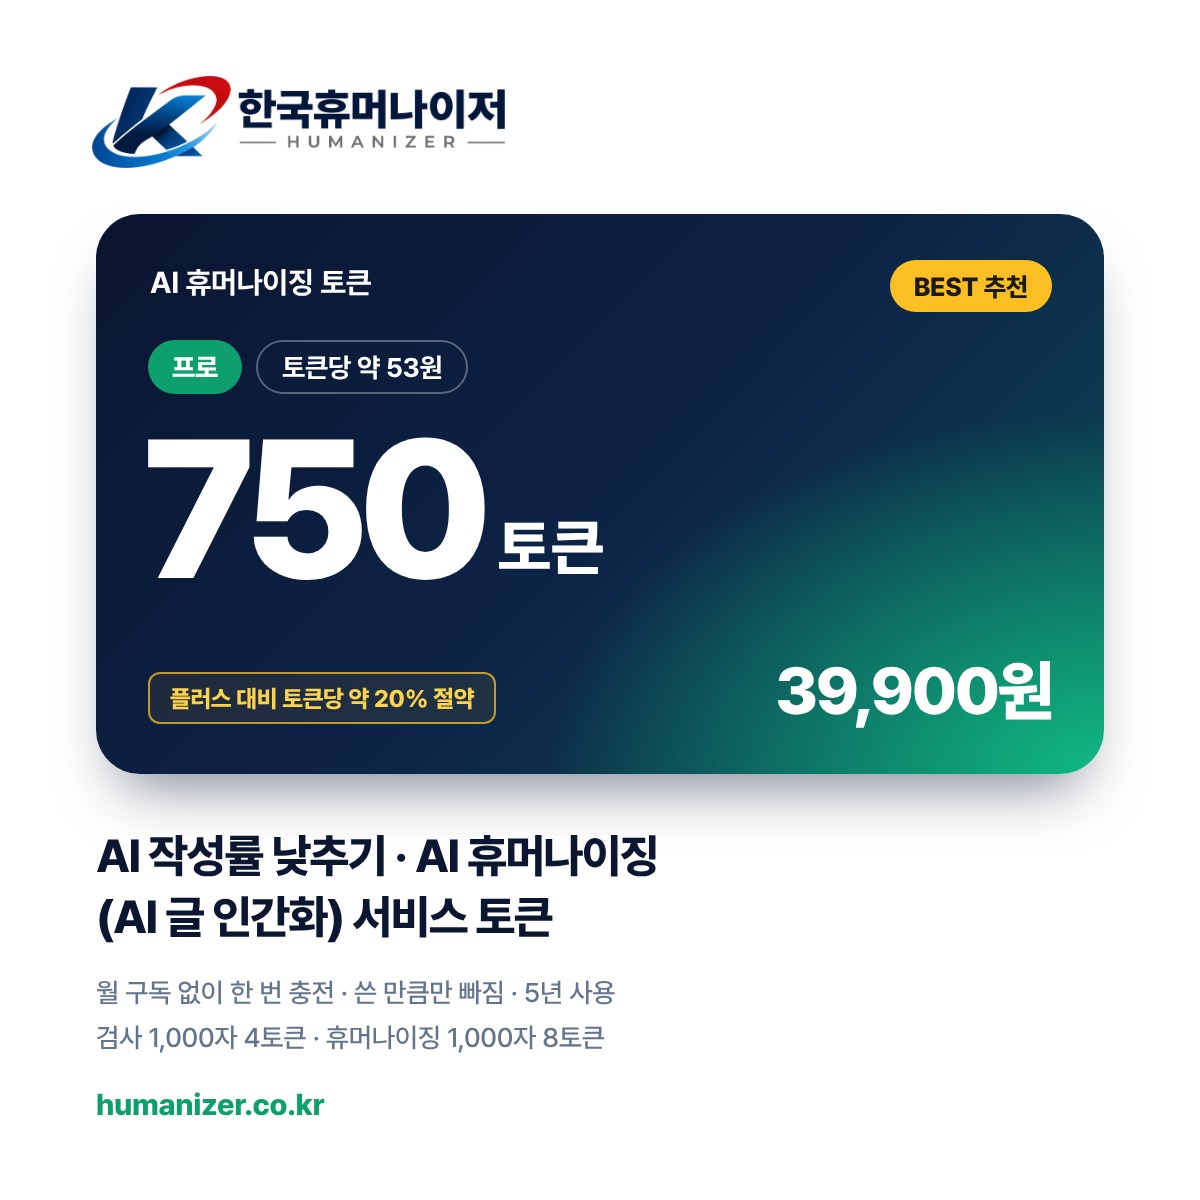 한국휴머나이저
HUMANIZER
AI 휴머나이징 토큰
BEST 추천
프로
토큰당 약 53원
750 토큰
플러스 대비 토큰당 약 20% 절약
39,900원
AI 작성률 낮추기 · AI 휴머나이징
(AI 글 인간화) 서비스 토큰
월 구독 없이 한 번 충전 · 쓴 만큼만 빠짐 · 5년 사용
검사 1,000자 4토큰 · 휴머나이징 1,000자 8토큰
humanizer.co.kr